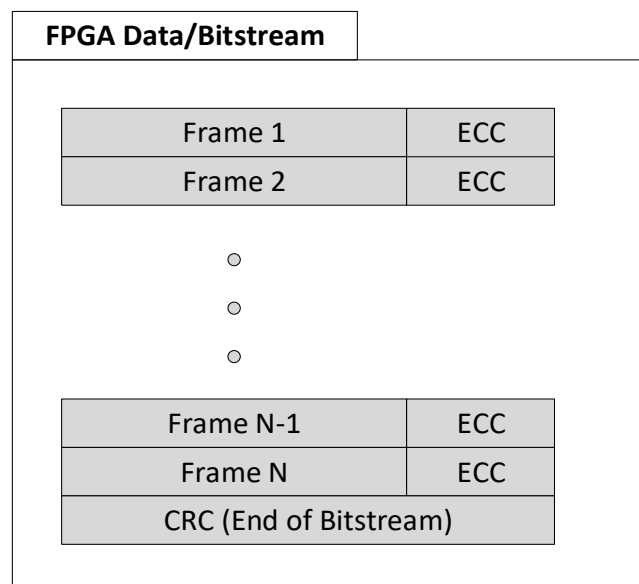 FPGA Data/Bitstream
Frame 1 ECC
Frame 2 ECC
Frame N-1 ECC
Frame N ECC
CRC (End of Bitstream)